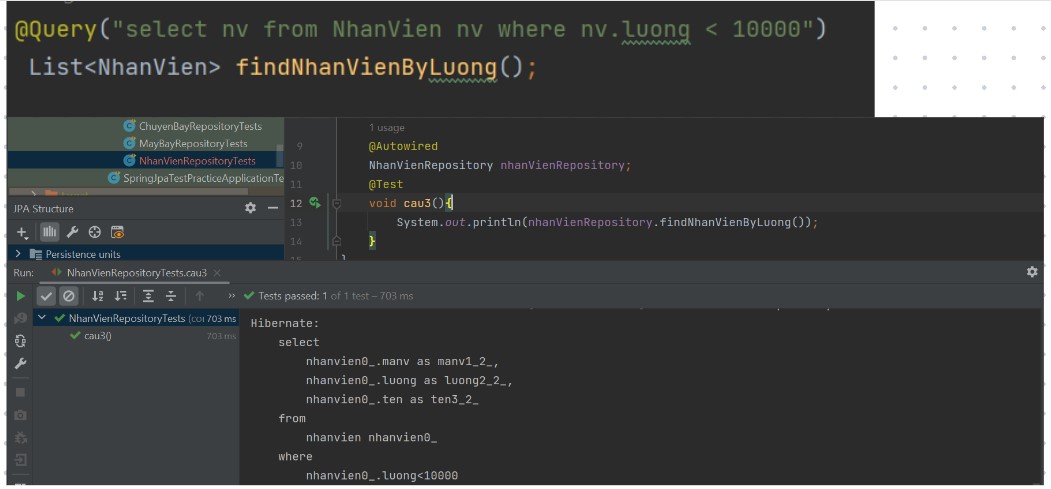 @Query("select nv from NhanVien nv where nv.luong < 10000")
List<NhanVien> findNhanVienByLuong();
ChuyenBayRepositoryTests
MayBayRepositoryTests
NhanVienRepositoryTests
SpringJpaTestPracticeApplicationTe
JPA Structure
Persistence units
1 usage
9 @Autowired
10 NhanVienRepository nhanVienRepository;
11 @Test
12 void cau3(){
13 System.out.println(nhanVienRepository.findNhanVienByLuong());
14 }
Run: NhanVienRepositoryTests.cau3 ×
» Tests passed: 1 of 1 test – 703 ms
NhanVienRepositoryTests (con 703 ms
cau3() 703 ms
Hibernate:
select
nhanvien0_.manv as manv1_2_,
nhanvien0_.luong as luong2_2_,
nhanvien0_.ten as ten3_2_
from
nhanvien nhanvien0_
where
nhanvien0_.luong<10000